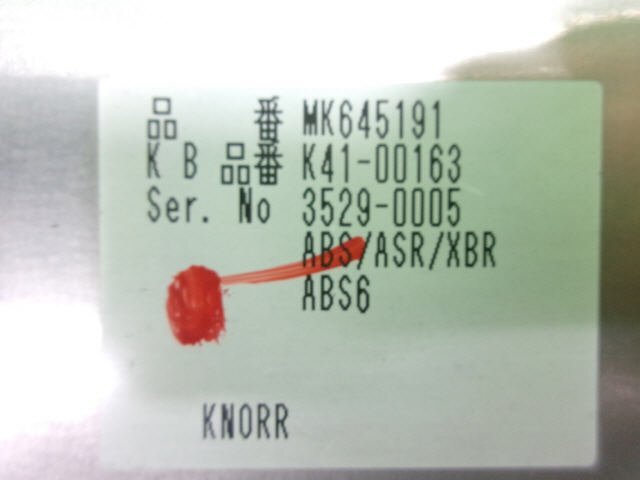 品 番 MK645191
K B 品番 K41-00163
Ser. No 3529-0005
ABS/ASR/XBR
ABS6
KNORR